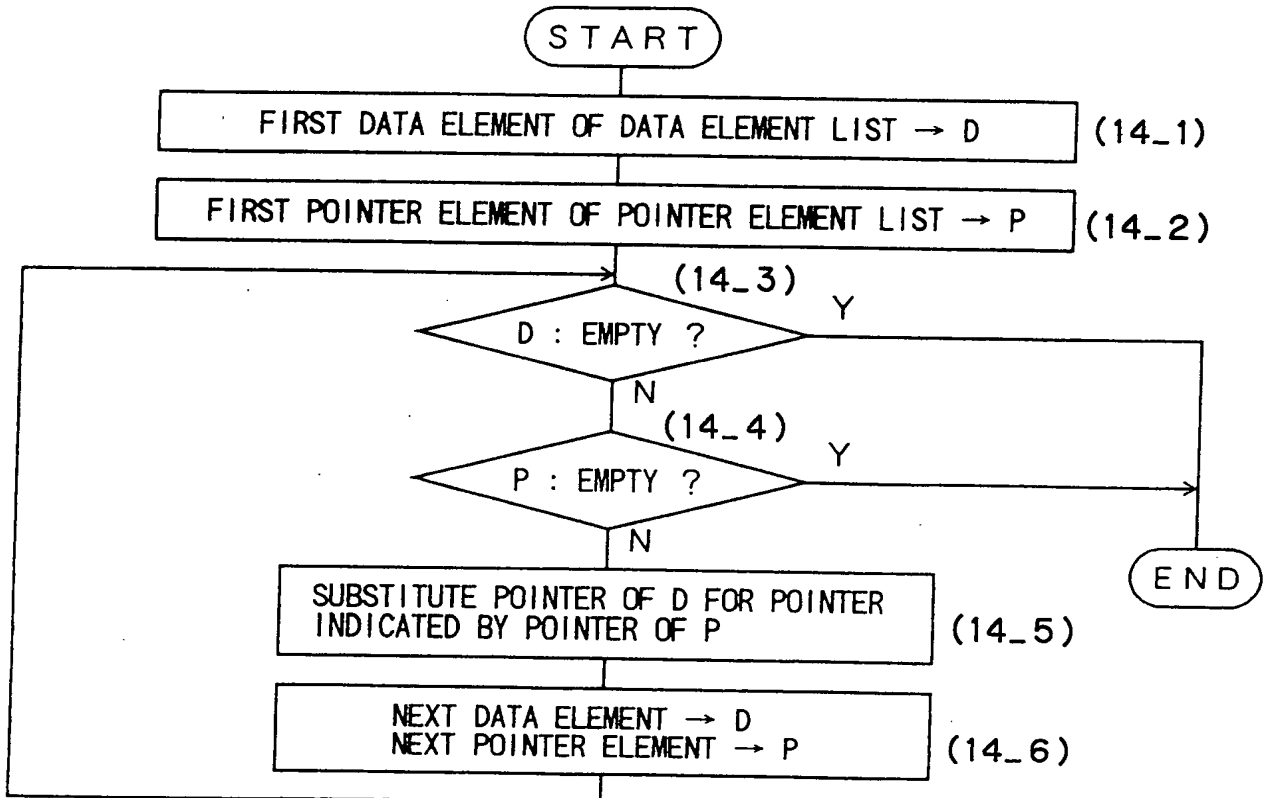 START
FIRST DATA ELEMENT OF DATA ELEMENT LIST → D
(14_1)
FIRST POINTER ELEMENT OF POINTER ELEMENT LIST → P
(14_2)
(14_3)
D : EMPTY ?
Y
N
(14_4)
P : EMPTY ?
Y
N
END
SUBSTITUTE POINTER OF D FOR POINTER
INDICATED BY POINTER OF P
(14_5)
NEXT DATA ELEMENT → D
NEXT POINTER ELEMENT → P
(14_6)